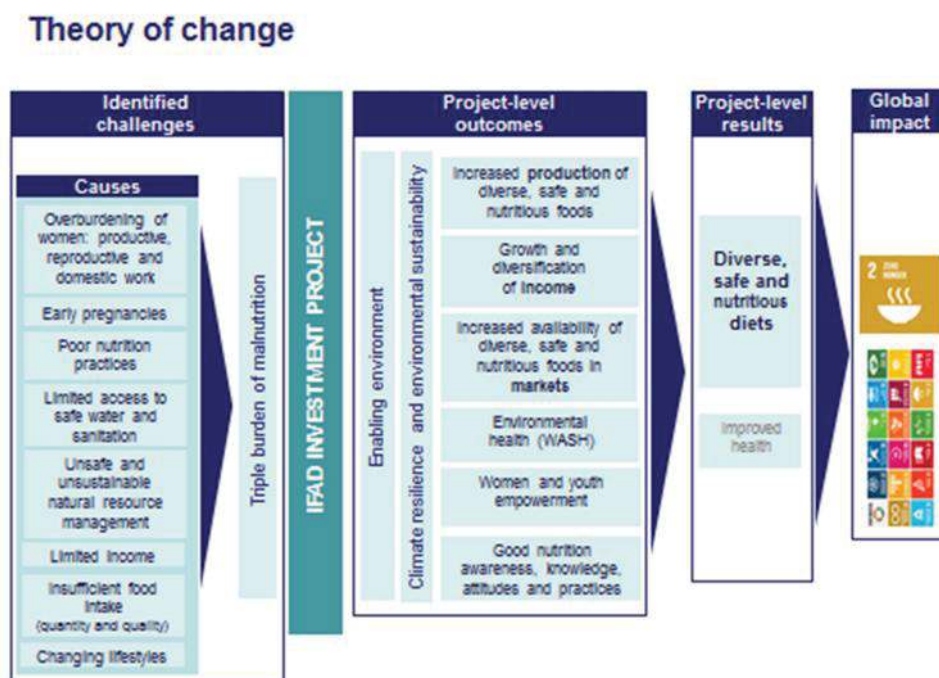 Theory of change
Identified
challenges
Causes
Overburdening of
women: productive,
reproductive and
domestic work
Early pregnancies
Poor nutrition
practices
Limited access to
safe water and
sanitation
Unsafe and
unsustainable
natural resource
management
Limited income
Insufficient food
intake
(quantity and quality)
Changing lifestyles
Triple burden of malnutrition
IFAD INVESTMENT PROJECT
Project-level
outcomes
Enabling environment
Climate resilience and environmental sustainability
Increased production of
diverse, safe and
nutritious foods
Growth and
diversification
of income
Increased availability of
diverse, safe and
nutritious foods in
markets
Environmental
health (WASH)
Women and youth
empowerment
Good nutrition
awareness, knowledge,
attitudes and practices
Project-level
results
Diverse,
safe and
nutritious
diets
Improved
health
Global
impact
2 ZERO
HUNGER